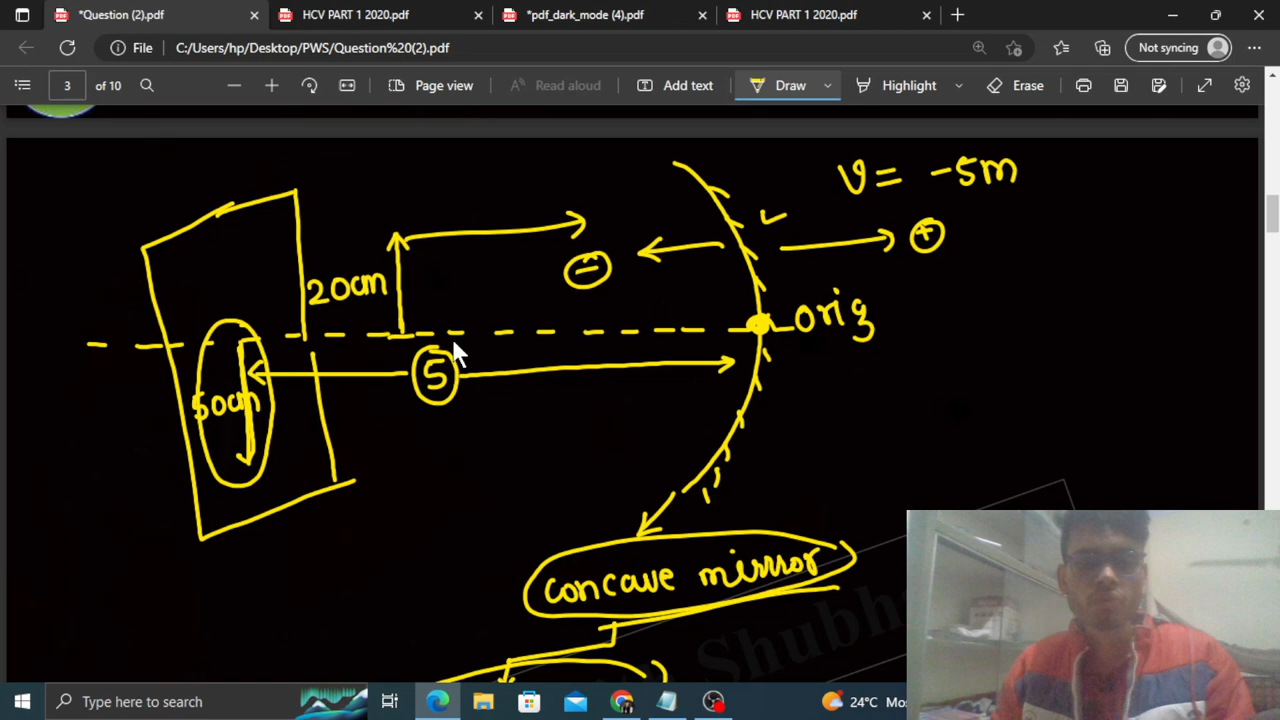 *Question (2).pdf
HCV PART 1 2020.pdf
*pdf_dark_mode (4).pdf
HCV PART 1 2020.pdf
File
C:/Users/hp/Desktop/PWS/Question%20(2).pdf
Not syncing
3
of 10
Page view
Read aloud
Add text
Draw
Highlight
Erase
v = -5m
+
−
20cm
orig
5
50cm
concave mirror
Shubh
Type here to search
24°C